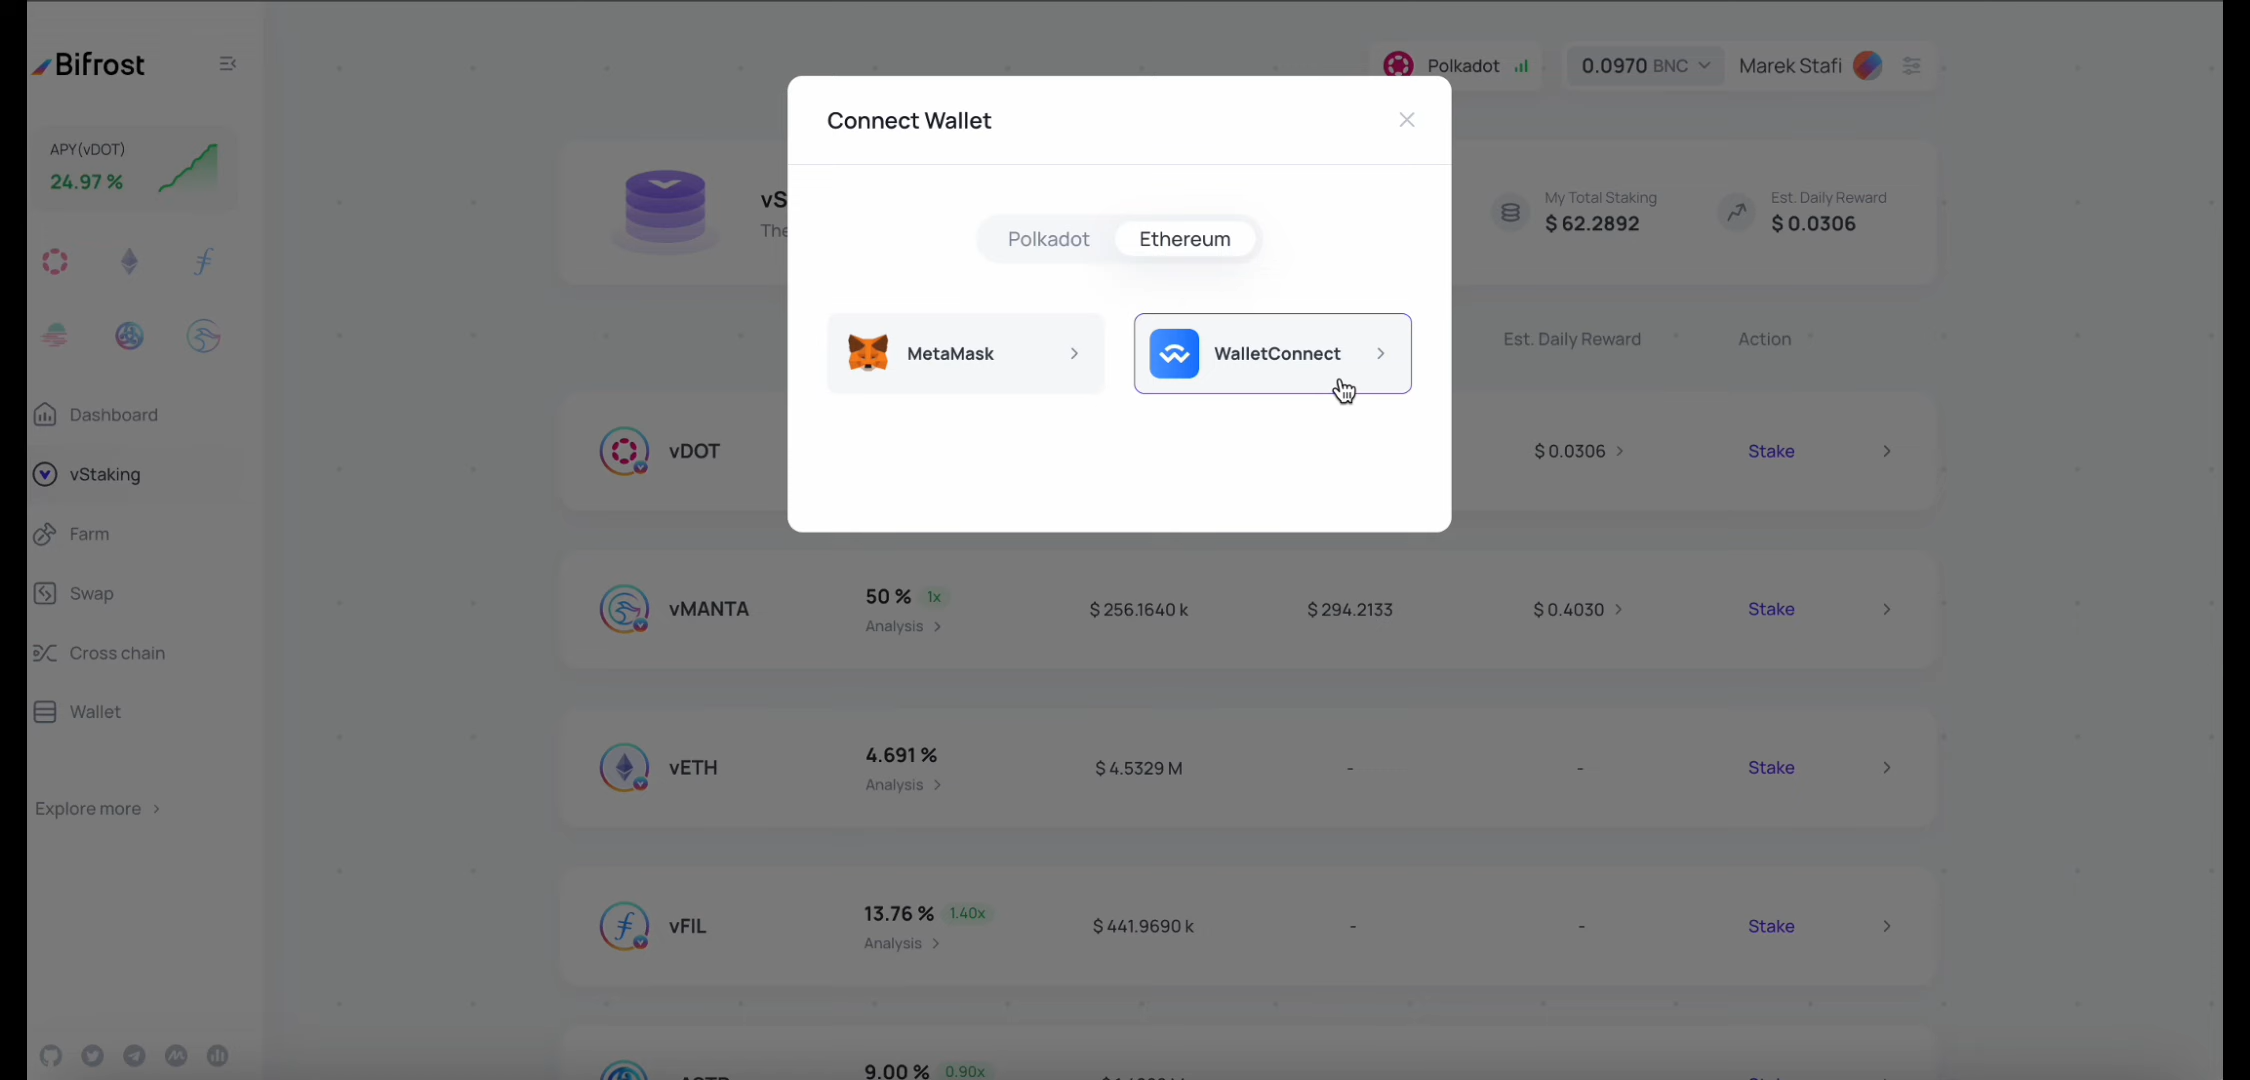 Bifrost
Polkadot
0.0970 BNC
Marek Stafi
APY(vDOT)
24.97 %
Dashboard
vStaking
Farm
Swap
Cross chain
Wallet
Explore more
Connect Wallet
Polkadot
Ethereum
MetaMask
WalletConnect
vS
The
My Total Staking
$ 62.2892
Est. Daily Reward
$ 0.0306
Est. Daily Reward
Action
vDOT
$ 0.0306
Stake
vMANTA
50 % 1x
Analysis
$ 256.1640 k
$ 294.2133
$ 0.4030
Stake
vETH
4.691 %
Analysis
$ 4.5329 M
-
-
Stake
vFIL
13.76 % 1.40x
Analysis
$ 441.9690 k
-
-
Stake
9.00 % 0.90x